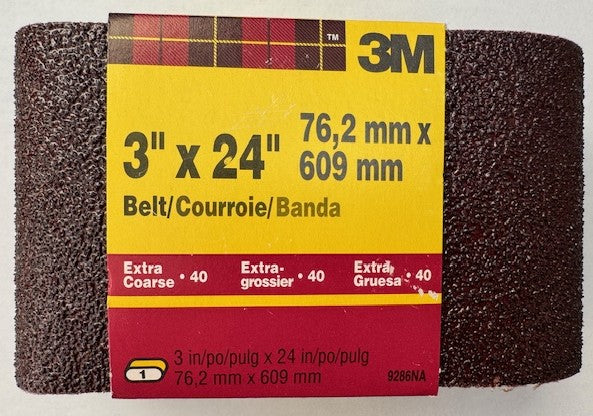 ™ 3M
3" x 24" 76,2 mm x
609 mm
Belt/Courroie/Banda
Extra Coarse • 40 Extra-grossier • 40 Extra Gruesa • 40
1
3 in/po/pulg x 24 in/po/pulg
76,2 mm x 609 mm 9286NA